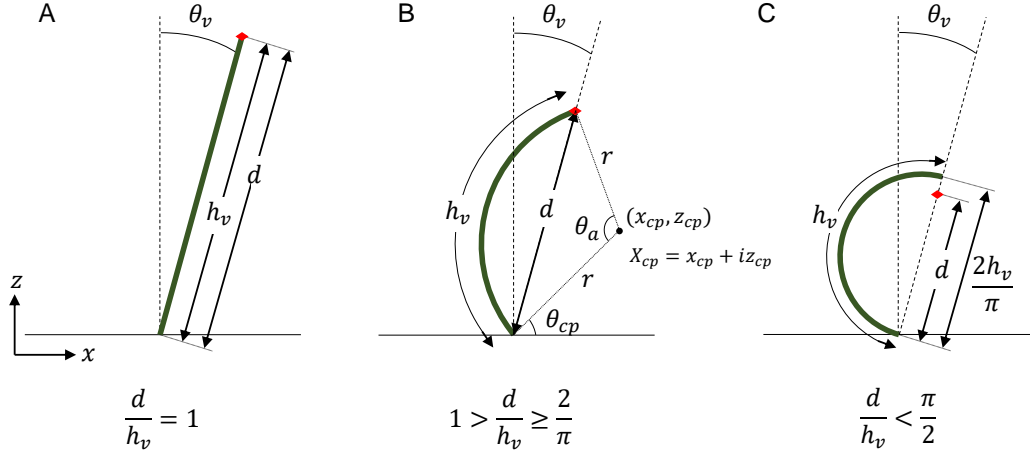 A
θ_v
h_v
d
z
x
d/h_v = 1
B
θ_v
h_v
d
r
θ_a
r
(x_cp, z_cp)
X_cp = x_cp + iz_cp
θ_cp
1 > d/h_v ≥ 2/π
C
θ_v
h_v
d
2h_v/π
d/h_v < π/2